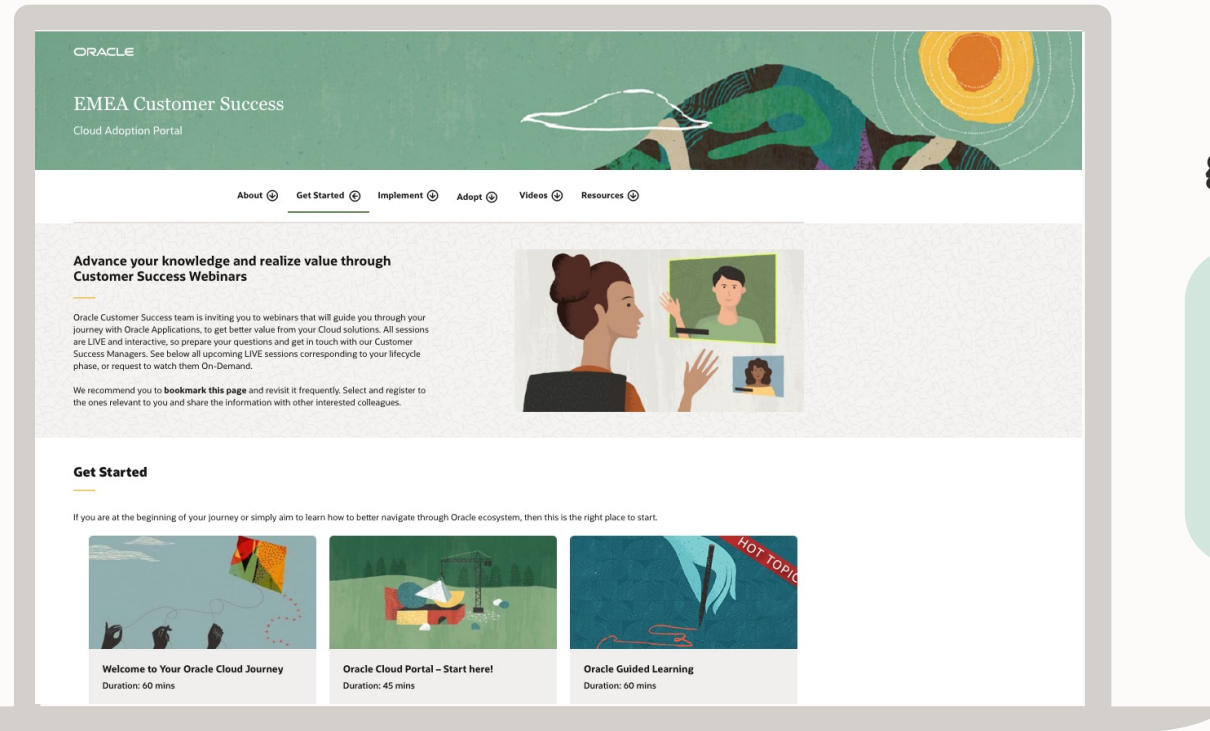 ORACLE
EMEA Customer Success
Cloud Adoption Portal
About Get Started Implement Adopt Videos Resources
Advance your knowledge and realize value through
Customer Success Webinars
Oracle Customer Success team is inviting you to webinars that will guide you through your
journey with Oracle Applications, to get better value from your Cloud solutions. All sessions
are LIVE and interactive, so prepare your questions and get in touch with our Customer
Success Managers. See below all upcoming LIVE sessions corresponding to your lifecycle
phase, or request to watch them On-Demand.
We recommend you to bookmark this page and revisit it frequently. Select and register to
the ones relevant to you and share the information with other interested colleagues.
Get Started
If you are at the beginning of your journey or simply aim to learn how to better navigate through Oracle ecosystem, then this is the right place to start.
HOT TOPIC
Welcome to Your Oracle Cloud Journey
Duration: 60 mins
Oracle Cloud Portal – Start here!
Duration: 45 mins
Oracle Guided Learning
Duration: 60 mins